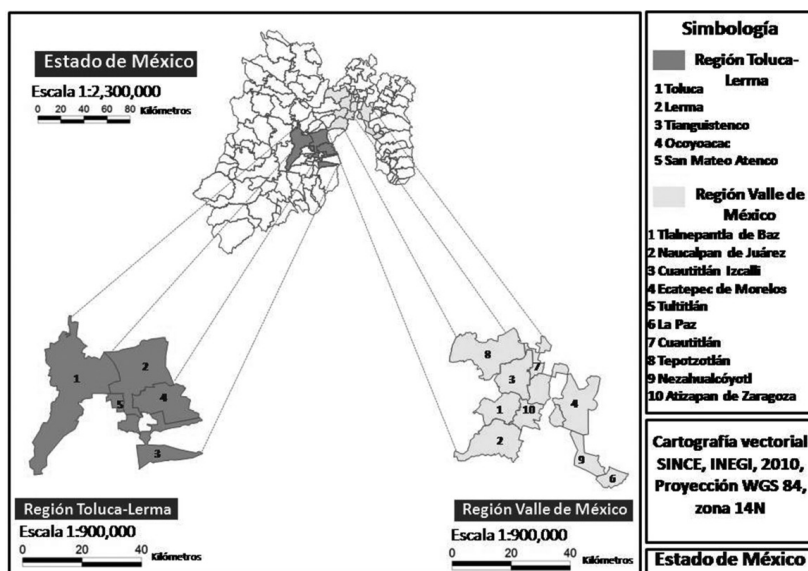 Estado de México
Escala 1:2,300,000
0 20 40 60 80 Kilómetros
1
2
3
4
5
Región Toluca-Lerma
Escala 1:900,000
0 20 40
Kilómetros
8
7
3
4
1
10
2
9
6
Región Valle de México
Escala 1:900,000
0 20 40
Kilómetros
Simbología
Región Toluca-
Lerma
1 Toluca
2 Lerma
3 Tianguistenco
4 Ocoyoacac
5 San Mateo Atenco
Región Valle de
México
1 Tlalnepantla de Baz
2 Naucalpan de Juárez
3 Cuautitlán Izcalli
4 Ecatepec de Morelos
5 Tultitlán
6 La Paz
7 Cuautitlán
8 Tepotzotlán
9 Nezahualcóyotl
10 Atizapan de Zaragoza
Cartografía vectorial
SINCE, INEGI, 2010,
Proyección WGS 84,
zona 14N
Estado de México